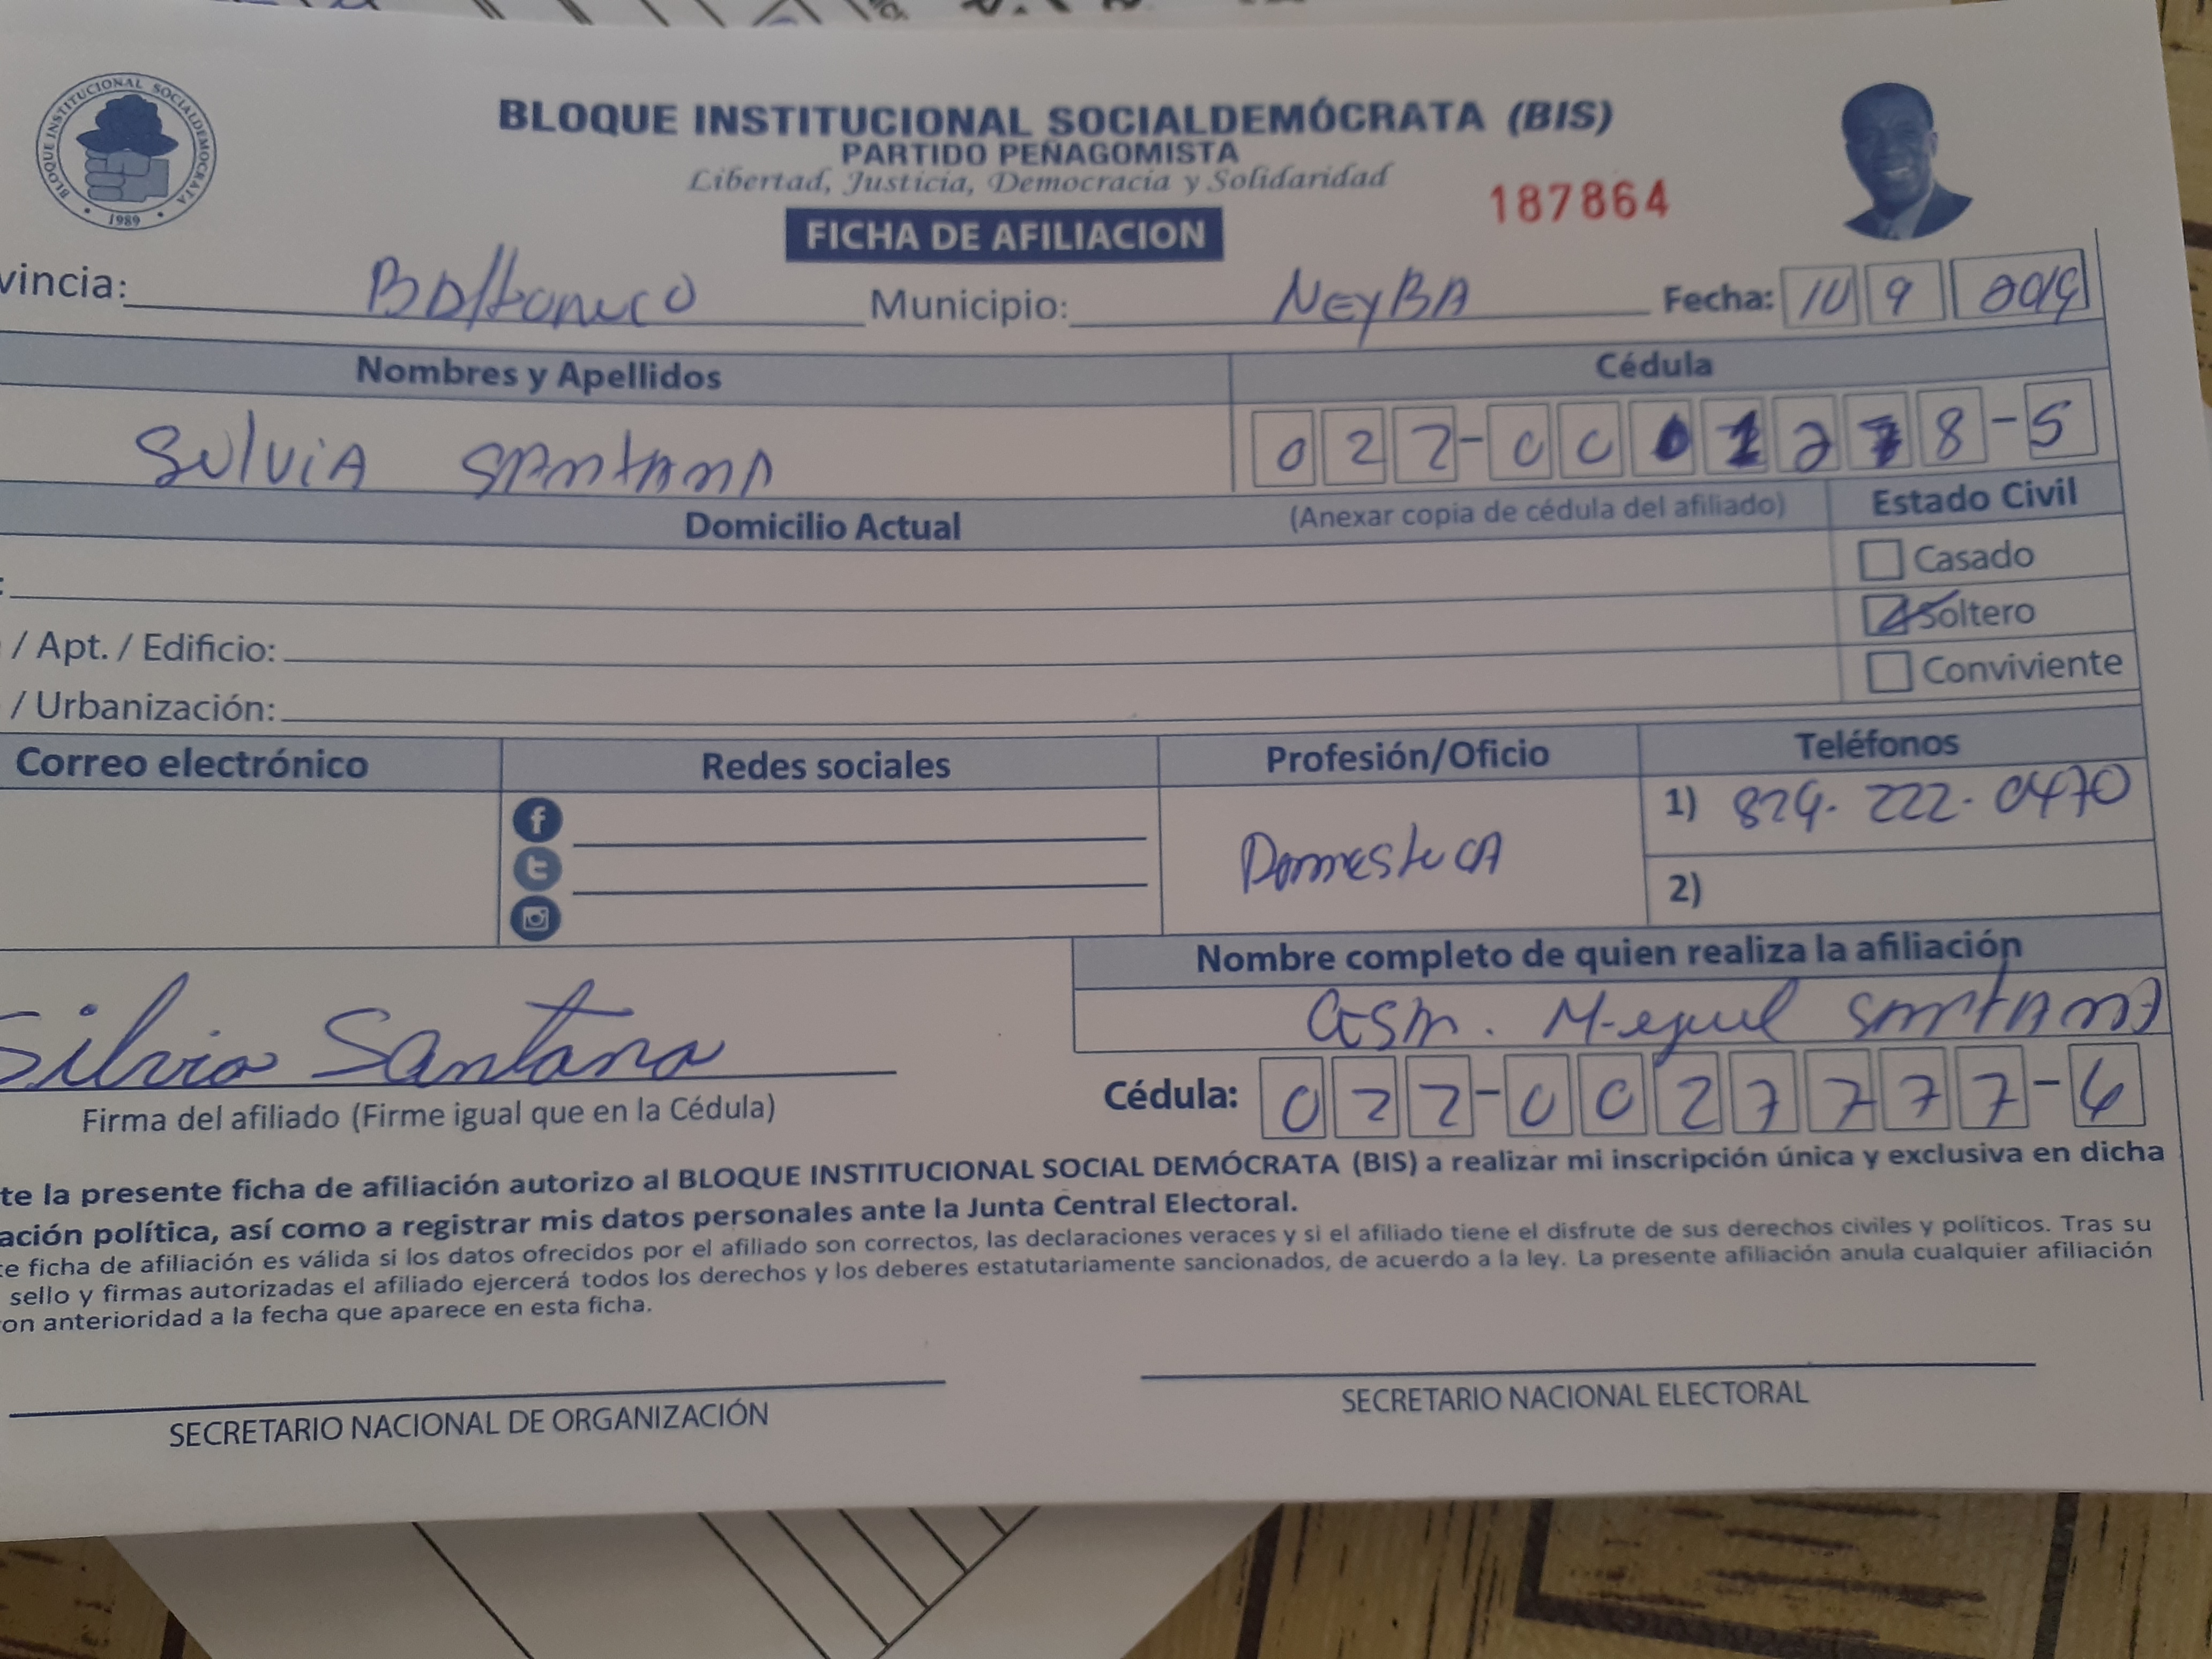 BLOQUE INSTITUCIONAL SOCIALDEMOCRATA
1989
BLOQUE INSTITUCIONAL SOCIALDEMÓCRATA (BIS)
PARTIDO PEÑAGOMISTA
Libertad, Justicia, Democracia y Solidaridad
187864
FICHA DE AFILIACION
vincia: Municipio: NEyBA Fecha: 10 9 2019
Nombres y Apellidos Cédula
SilviA SANtANA 022-0001278-5
Domicilio Actual (Anexar copia de cédula del afiliado) Estado Civil
Casado
: Soltero
/ Apt. / Edificio: Conviviente
/ Urbanización:
Correo electrónico Redes sociales Profesión/Oficio Teléfonos
1) 829-222-0470
DomesticA
2)
Nombre completo de quien realiza la afiliación
Miguel SANtANA
Silvia Santana
Firma del afiliado (Firme igual que en la Cédula) Cédula: 022-0027777-6
te la presente ficha de afiliación autorizo al BLOQUE INSTITUCIONAL SOCIAL DEMÓCRATA (BIS) a realizar mi inscripción única y exclusiva en dicha
ación política, así como a registrar mis datos personales ante la Junta Central Electoral.
te ficha de afiliación es válida si los datos ofrecidos por el afiliado son correctos, las declaraciones veraces y si el afiliado tiene el disfrute de sus derechos civiles y políticos. Tras su
sello y firmas autorizadas el afiliado ejercerá todos los derechos y los deberes estatutariamente sancionados, de acuerdo a la ley. La presente afiliación anula cualquier afiliación
on anterioridad a la fecha que aparece en esta ficha.
SECRETARIO NACIONAL DE ORGANIZACIÓN SECRETARIO NACIONAL ELECTORAL